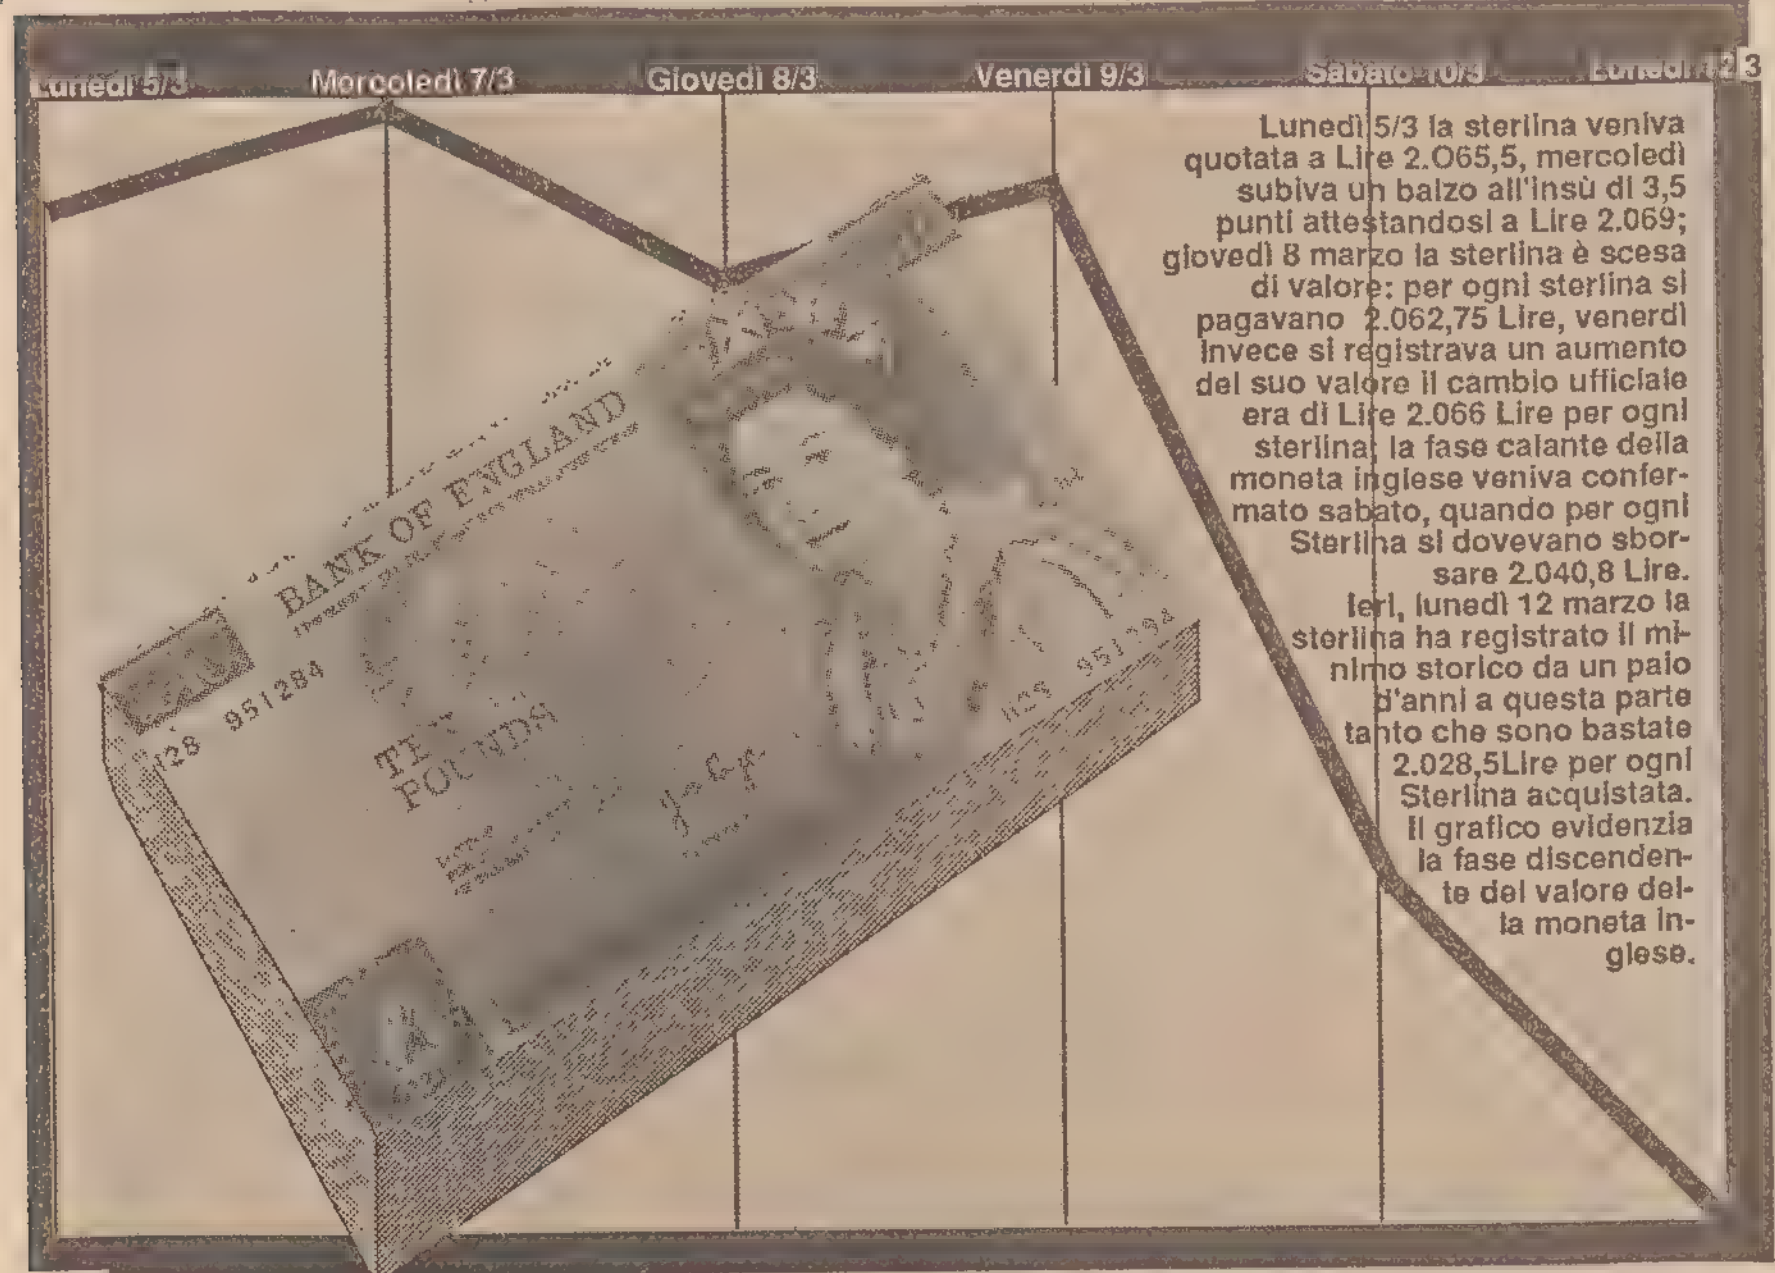 Lunedì 5/3 Mercoledì 7/3 Giovedì 8/3 Venerdì 9/3 Sabato 10/3 Lunedì 12 3
Lunedì 5/3 la sterlina veniva
quotata a Lire 2.O65,5, mercoledì
subiva un balzo all'insù di 3,5
punti attestandosi a Lire 2.069;
giovedì 8 marzo la sterlina è scesa
di valore: per ogni sterlina si
pagavano 2.062,75 Lire, venerdì
invece si registrava un aumento
del suo valore il cambio ufficiale
era di Lire 2.066 Lire per ogni
sterlina; la fase calante della
moneta inglese veniva confer-
mato sabato, quando per ogni
Sterlina si dovevano sbor-
sare 2.040,8 Lire.
Ieri, lunedì 12 marzo la
sterlina ha registrato il mi-
nimo storico da un paio
d'anni a questa parte
tanto che sono bastate
2.028,5Lire per ogni
Sterlina acquistata.
Il grafico evidenzia
la fase discenden-
te del valore del-
la moneta in-
glese.
BANK OF ENGLAND
951284
TEN
POUNDS